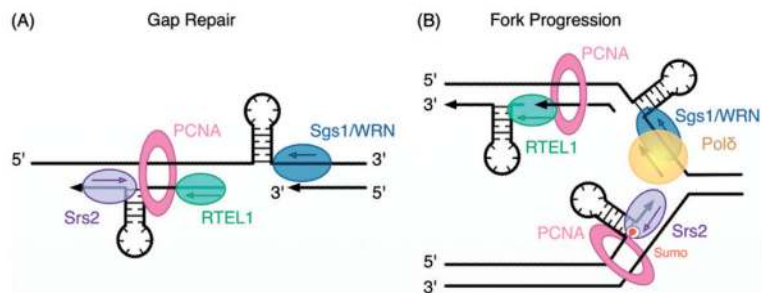 (A) Gap Repair
PCNA
Sgs1/WRN
5' 3'
3' 5'
Srs2
RTEL1
(B) Fork Progression
PCNA
5'
3'
Sgs1/WRN
RTEL1
Polδ
PCNA
Srs2
Sumo
5'
3'